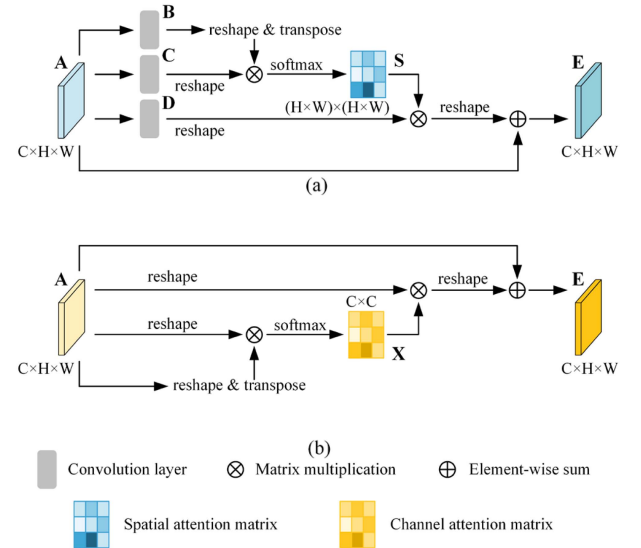 B
reshape & transpose
A
C
softmax
S
E
reshape
D
(H×W)×(H×W)
reshape
reshape
C×H×W
C×H×W
(a)
A
reshape
reshape
E
C×C
reshape
softmax
X
C×H×W
C×H×W
reshape & transpose
(b)
Convolution layer
Matrix multiplication
Element-wise sum
Spatial attention matrix
Channel attention matrix